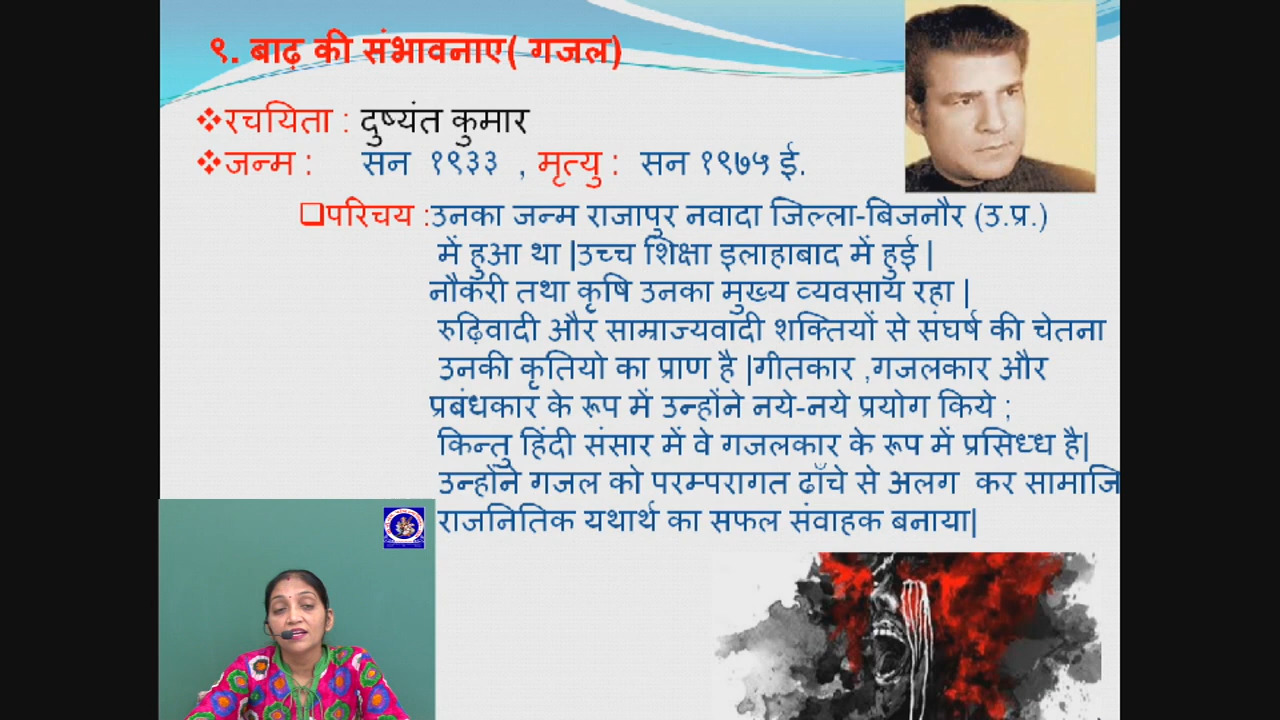 ९. बाढ़ की संभावनाए( गजल)
❖रचयिता : दुष्यंत कुमार
❖जन्म : सन १९३३ , मृत्यु : सन १९७५ ई.
❑परिचय :उनका जन्म राजापुर नवादा जिल्ला-बिजनौर (उ.प्र.)
में हुआ था |उच्च शिक्षा इलाहाबाद में हुई |
नौकरी तथा कृषि उनका मुख्य व्यवसाय रहा |
रुढ़िवादी और साम्राज्यवादी शक्तियों से संघर्ष की चेतना
उनकी कृतियो का प्राण है |गीतकार ,गजलकार और
प्रबंधकार के रूप में उन्होंने नये-नये प्रयोग किये ;
किन्तु हिंदी संसार में वे गजलकार के रूप में प्रसिध्ध है|
उन्होंने गजल को परम्परागत ढाँचे से अलग कर सामाजि
राजनितिक यथार्थ का सफल संवाहक बनाया|